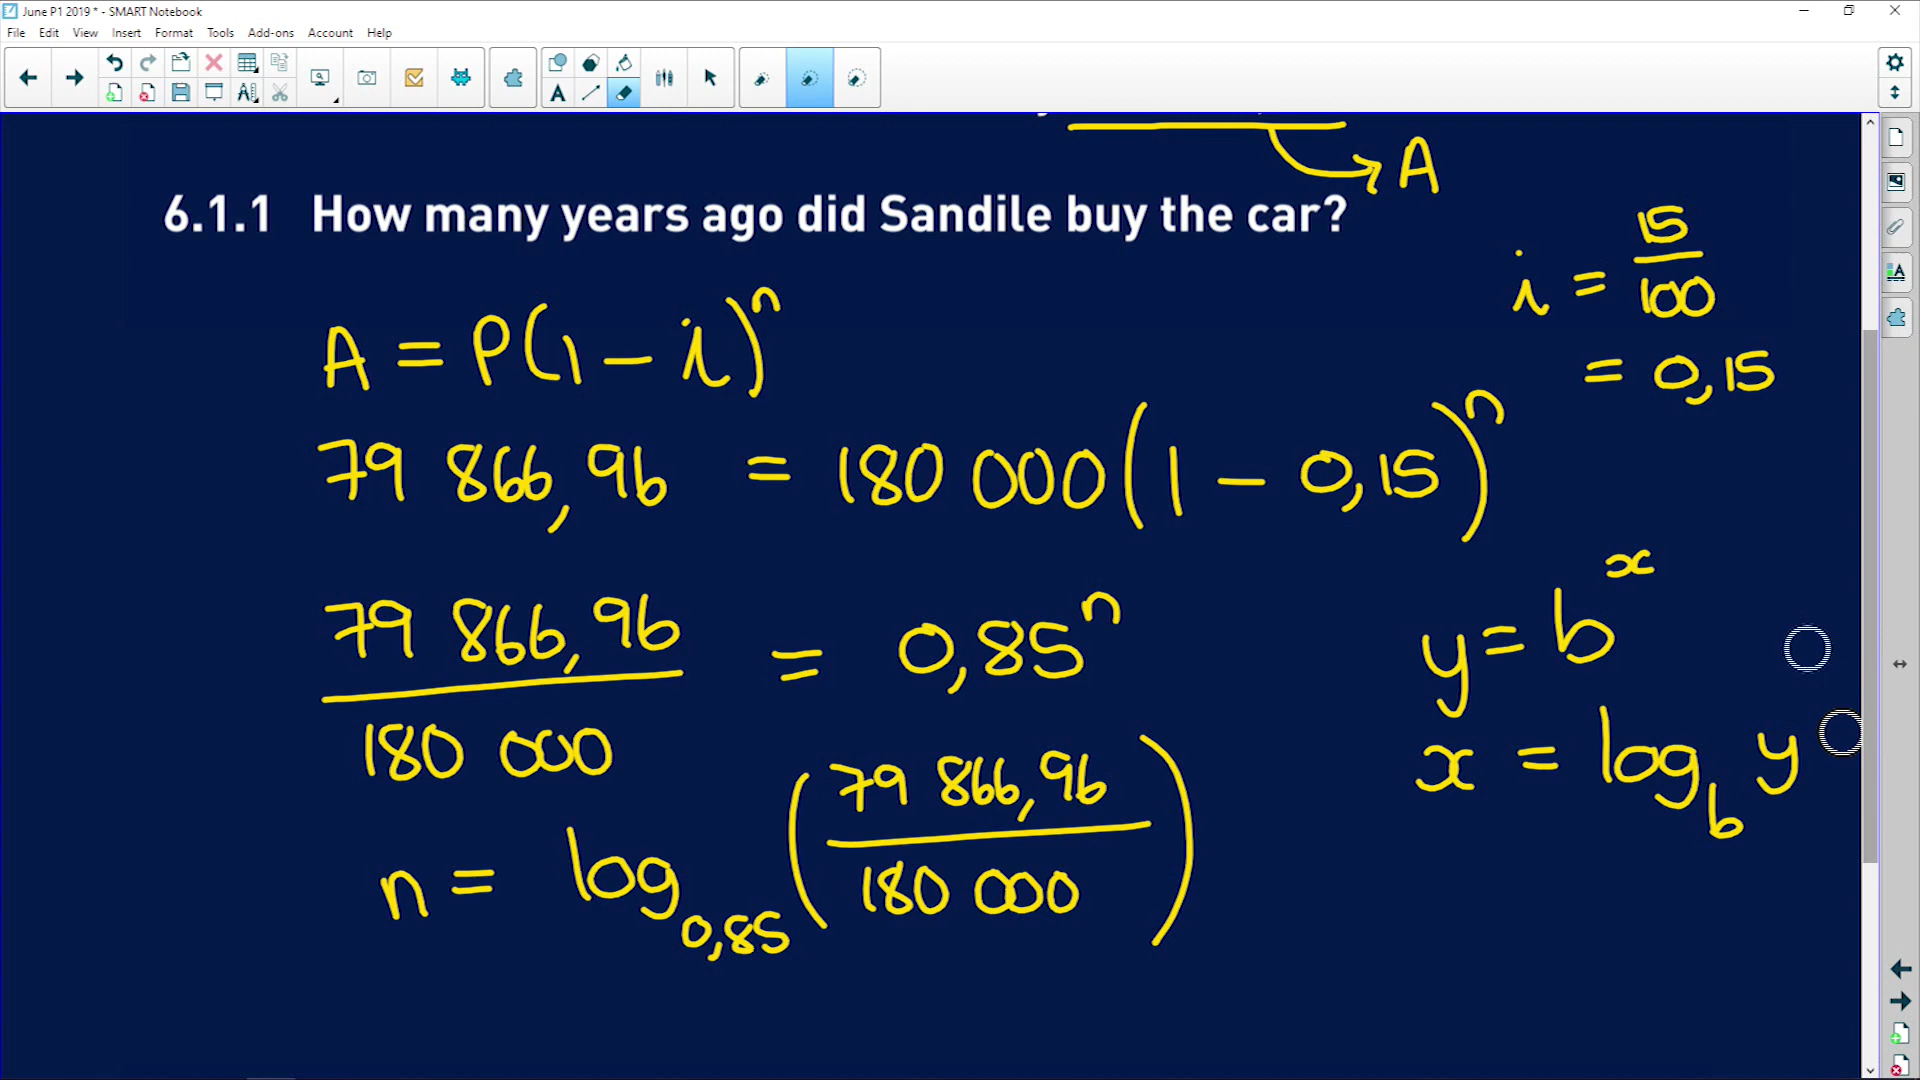 June P1 2019 * - SMART Notebook
File Edit View Insert Format Tools Add-ons Account Help
A
6.1.1 How many years ago did Sandile buy the car?
i = 15/100
= 0,15
A = P(1 - i)^n
79 866,96 = 180 000(1 - 0,15)^n
79 866,96/180 000 = 0,85^n
y = b^x
x = log_b y
n = log_0,85 (79 866,96/180 000)